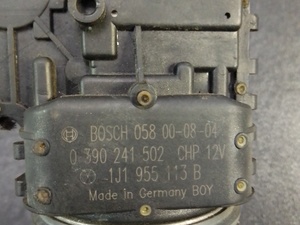 BOSCH 058 00-08-04
0 390 241 502 CHP 12V
1J1 955 113 B
Made in Germany BOY